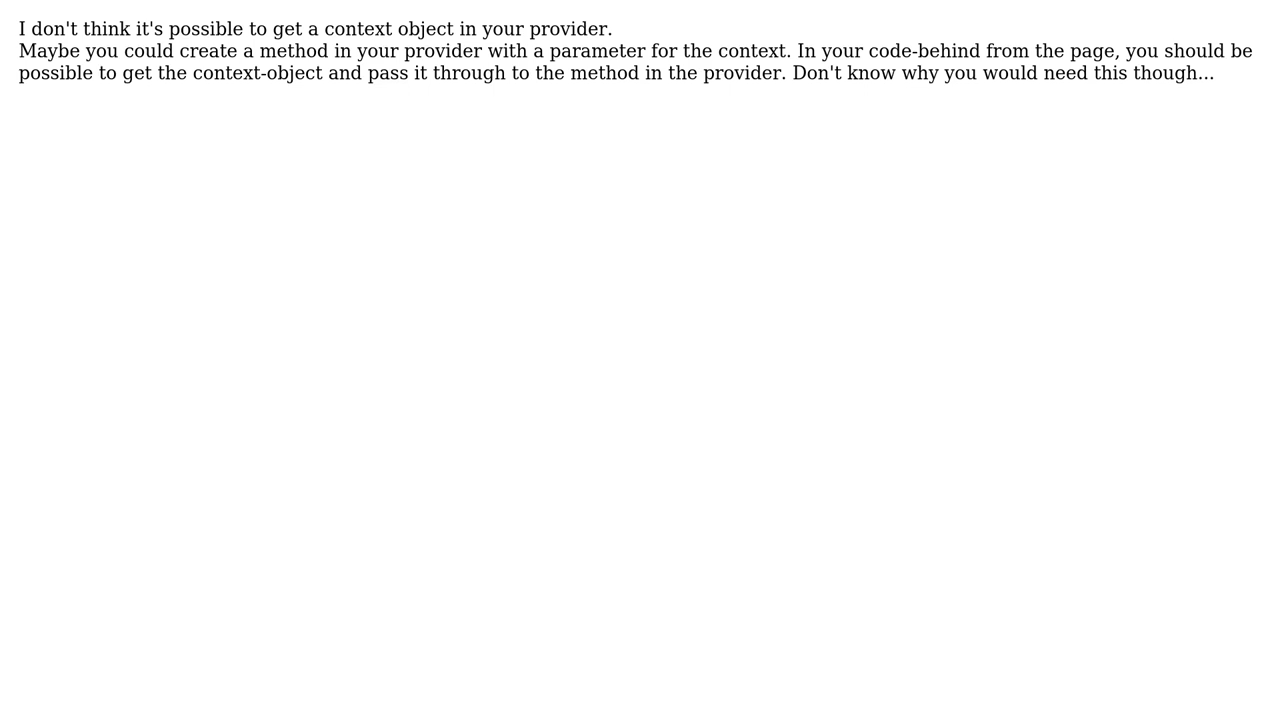 I don't think it's possible to get a context object in your provider.
Maybe you could create a method in your provider with a parameter for the context. In your code-behind from the page, you should be
possible to get the context-object and pass it through to the method in the provider. Don't know why you would need this though...